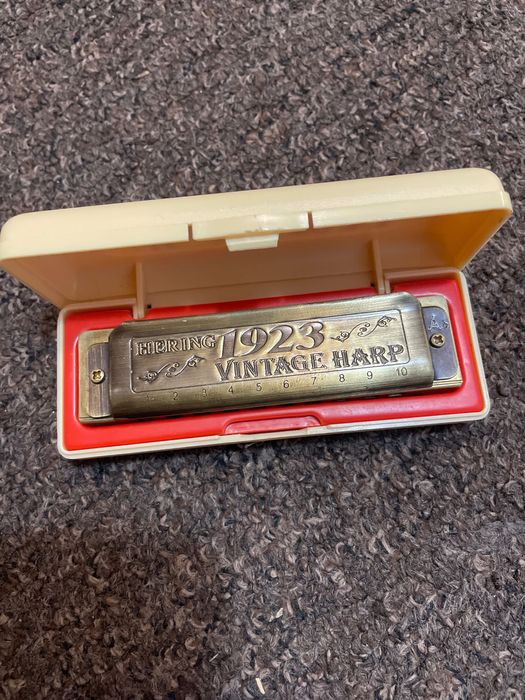 HERING 1923
VINTAGE HARP
1 2 3 4 5 6 7 8 9 10